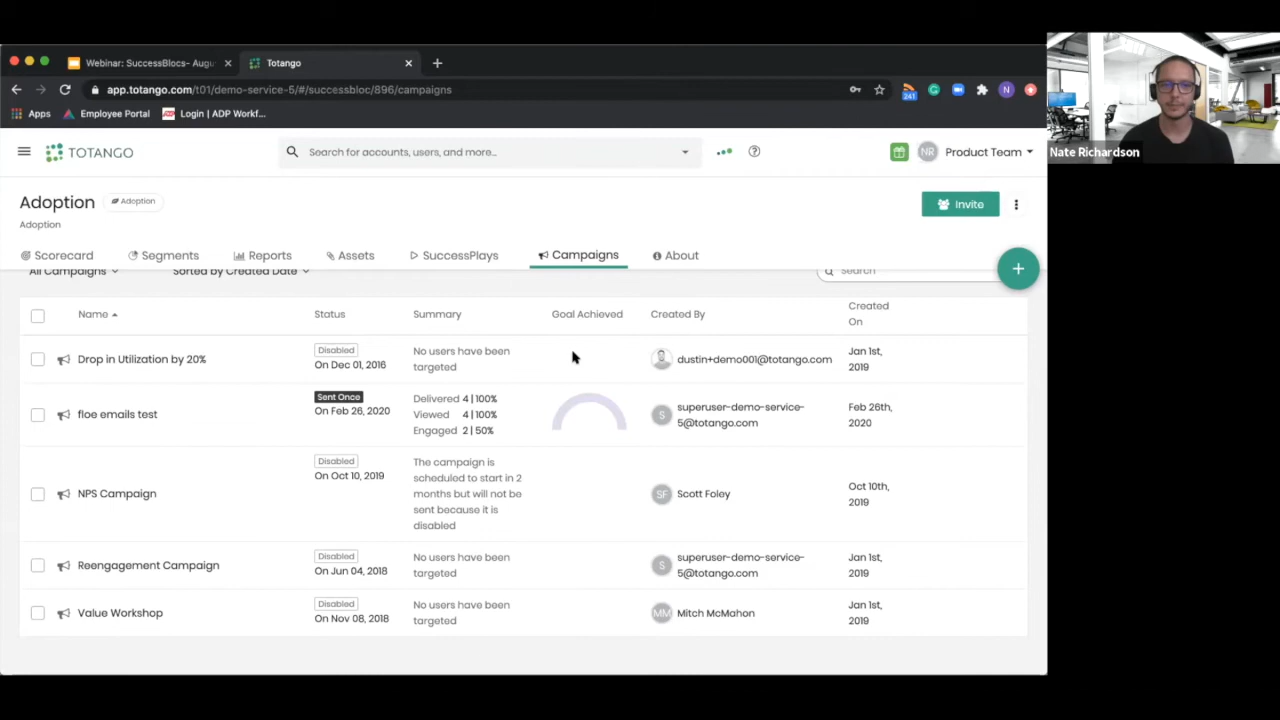 Webinar: SuccessBlocs- Augu
Totango
app.totango.com/t01/demo-service-5/#/successbloc/896/campaigns
241
N
Apps
Employee Portal
Login | ADP Workf...
TOTANGO
Search for accounts, users, and more...
NR
Product Team
Nate Richardson
Adoption
Adoption
Invite
Adoption
Scorecard
Segments
Reports
Assets
SuccessPlays
Campaigns
About
All Campaigns
Sorted by Created Date
Search
Name
Status
Summary
Goal Achieved
Created By
Created
On
Drop in Utilization by 20%
Disabled
On Dec 01, 2016
No users have been
targeted
dustin+demo001@totango.com
Jan 1st,
2019
floe emails test
Sent Once
On Feb 26, 2020
Delivered 4 | 100%
Viewed 4 | 100%
Engaged 2 | 50%
S
superuser-demo-service-
5@totango.com
Feb 26th,
2020
NPS Campaign
Disabled
On Oct 10, 2019
The campaign is
scheduled to start in 2
months but will not be
sent because it is
disabled
SF
Scott Foley
Oct 10th,
2019
Reengagement Campaign
Disabled
On Jun 04, 2018
No users have been
targeted
S
superuser-demo-service-
5@totango.com
Jan 1st,
2019
Value Workshop
Disabled
On Nov 08, 2018
No users have been
targeted
MM
Mitch McMahon
Jan 1st,
2019